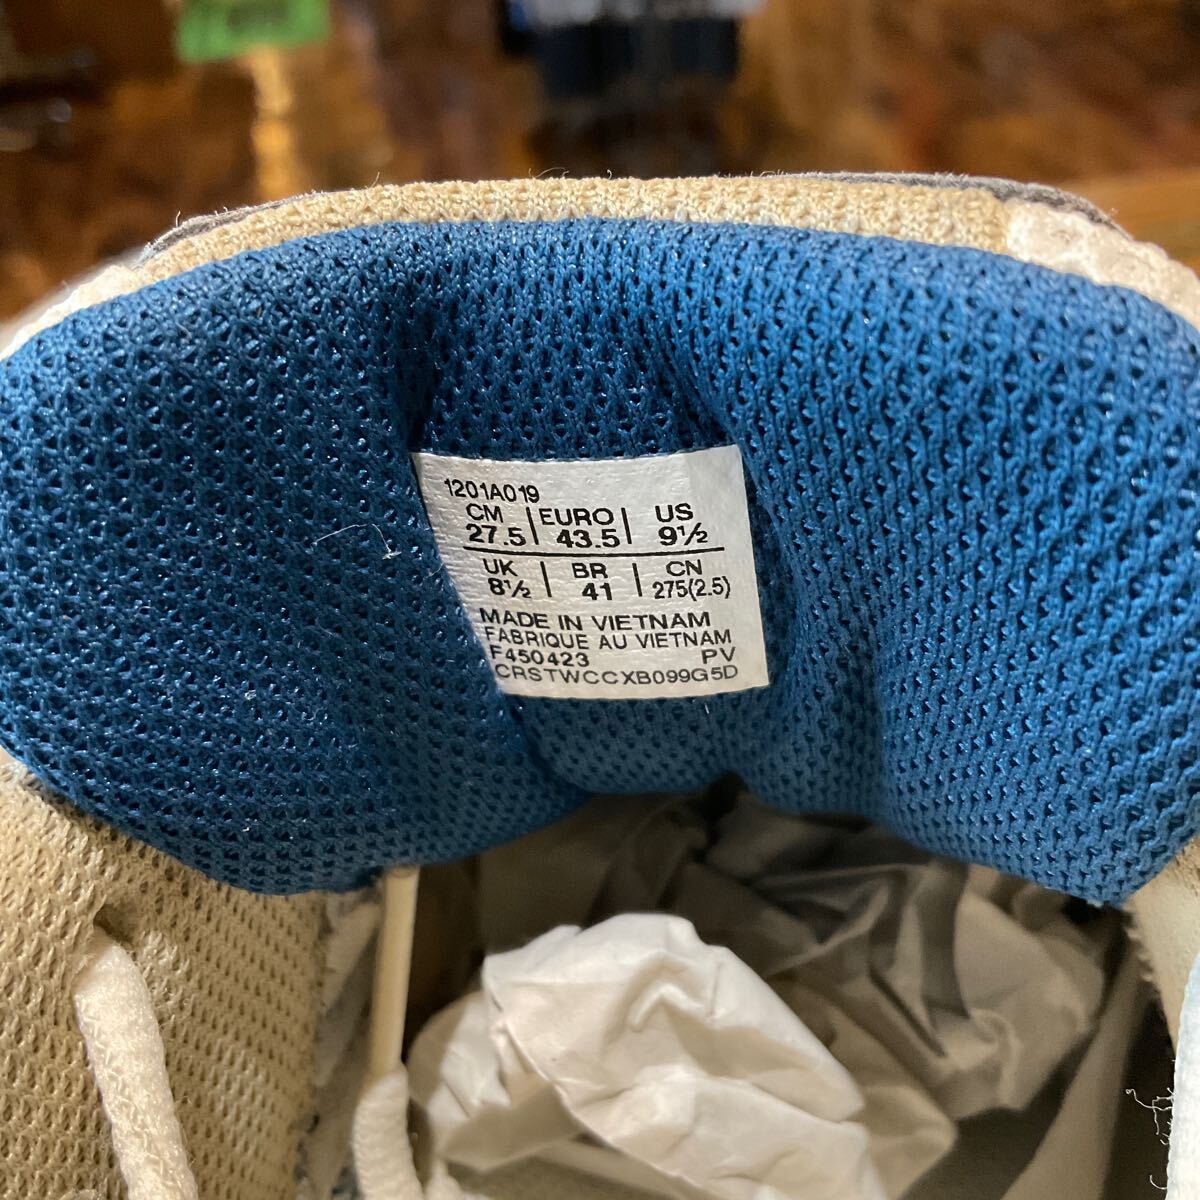 1201A019
CM | EURO | US
27.5 | 43.5 | 9½
UK | BR | CN
8½ | 41 | 275(2.5)
MADE IN VIETNAM
FABRIQUE AU VIETNAM
F450423 PV
CRSTWCCXB099G5D